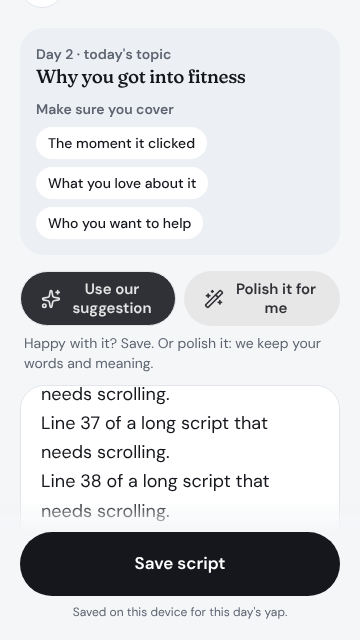 Day 2 · today's topic
Why you got into fitness
Make sure you cover
The moment it clicked
What you love about it
Who you want to help
Use our
suggestion
Polish it for
me
Happy with it? Save. Or polish it: we keep your
words and meaning.
needs scrolling.
Line 37 of a long script that
needs scrolling.
Line 38 of a long script that
needs scrolling.
Save script
Saved on this device for this day's yap.